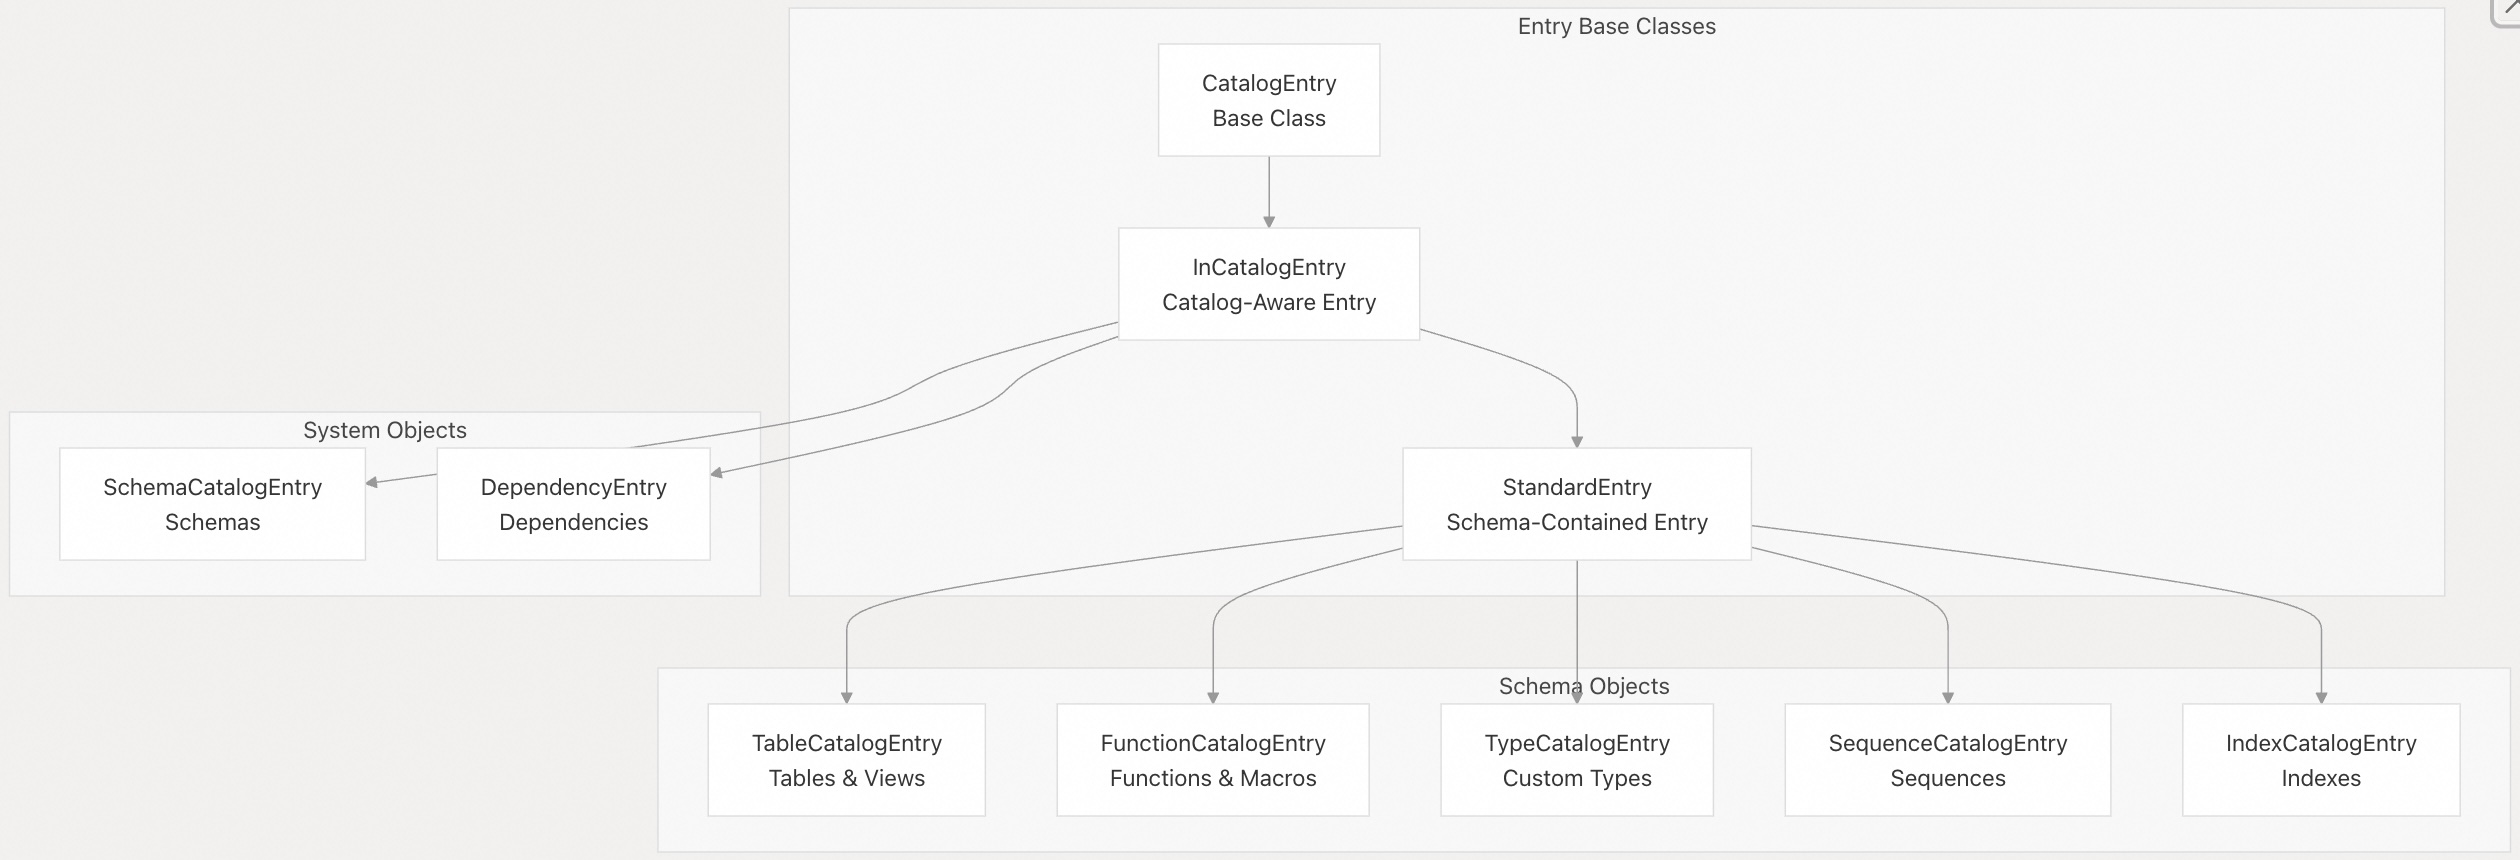 Entry Base Classes
CatalogEntry
Base Class
InCatalogEntry
Catalog-Aware Entry
System Objects
SchemaCatalogEntry
Schemas
DependencyEntry
Dependencies
StandardEntry
Schema-Contained Entry
Schema Objects
TableCatalogEntry
Tables & Views
FunctionCatalogEntry
Functions & Macros
TypeCatalogEntry
Custom Types
SequenceCatalogEntry
Sequences
IndexCatalogEntry
Indexes